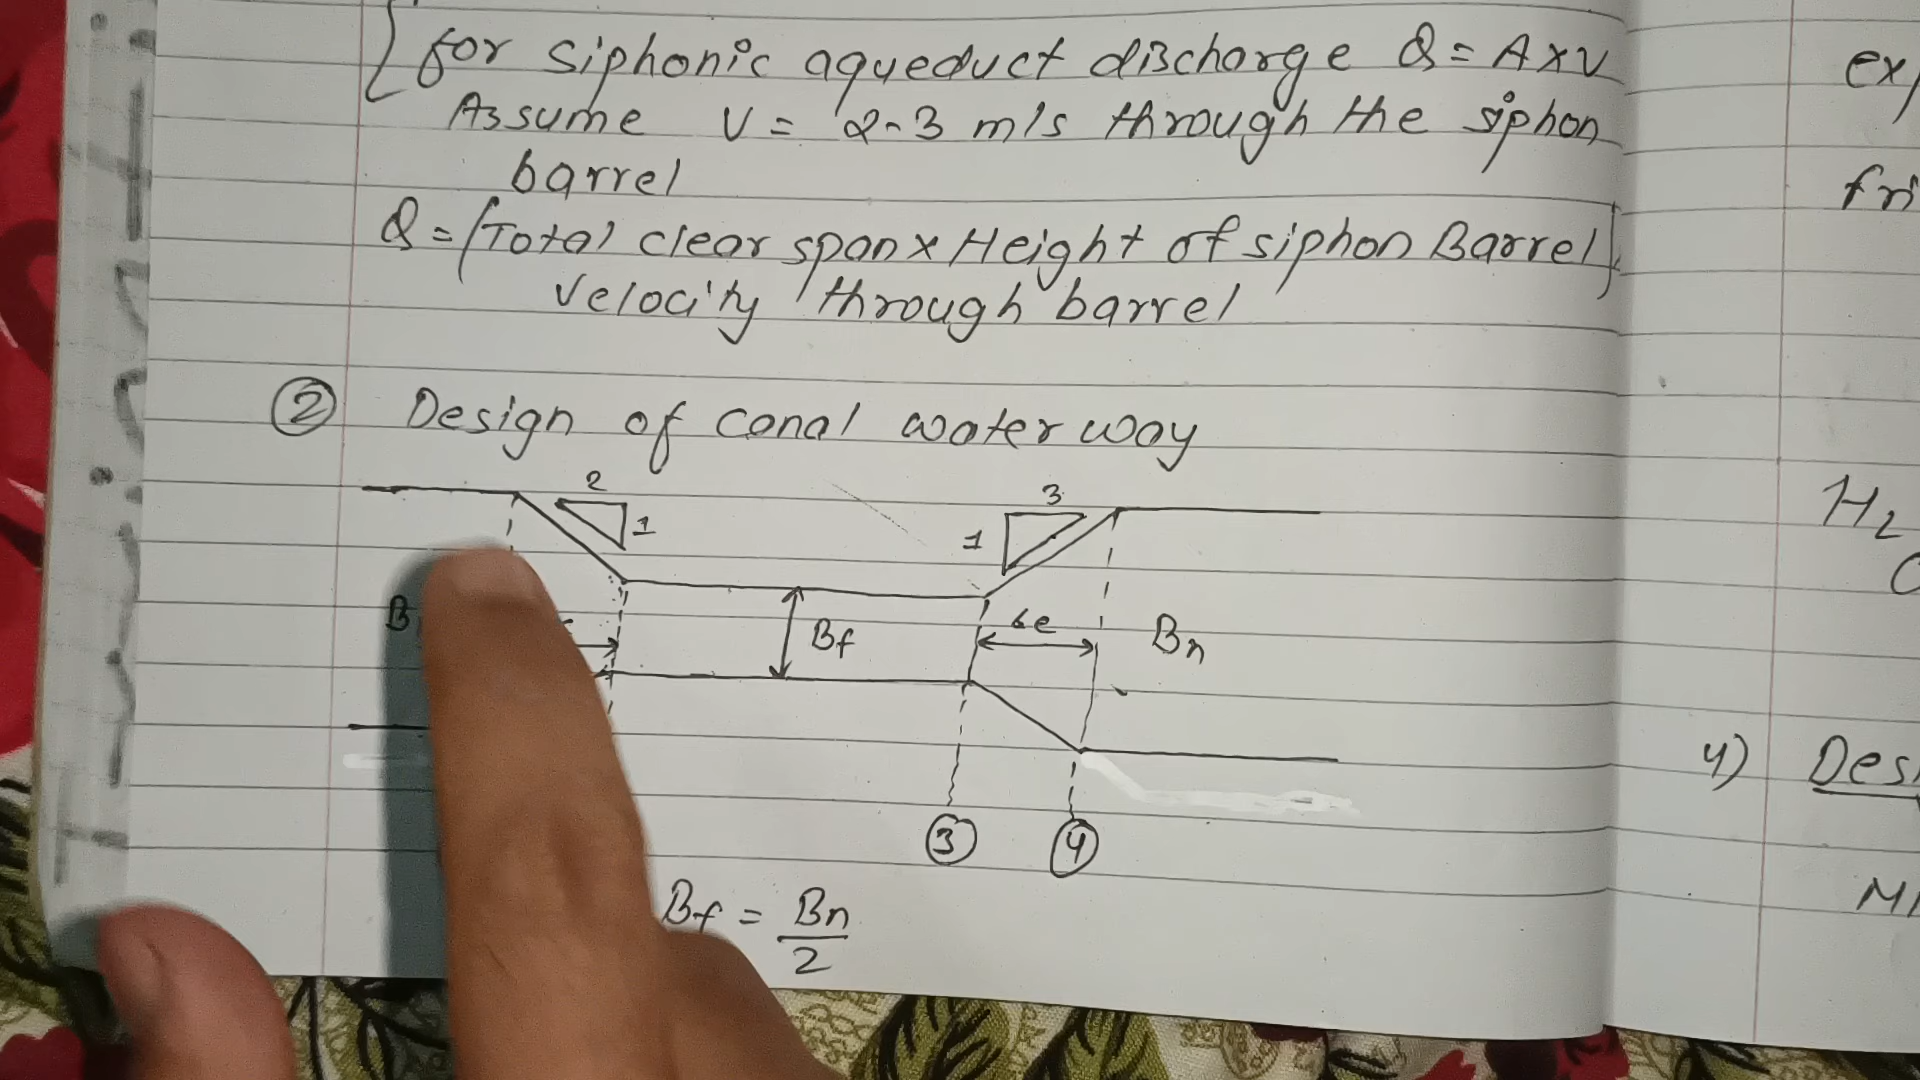 for siphonic aqueduct discharge Q = A x V
Assume V = 2-3 m/s through the siphon
barrel
Q = (Total clear span x Height of siphon Barrel) x
Velocity through barrel
② Design of canal water way
2
1
3
1
B
Bf
Le
Bn
③ ④
Bf = Bn
2
fri
H2
4) Des